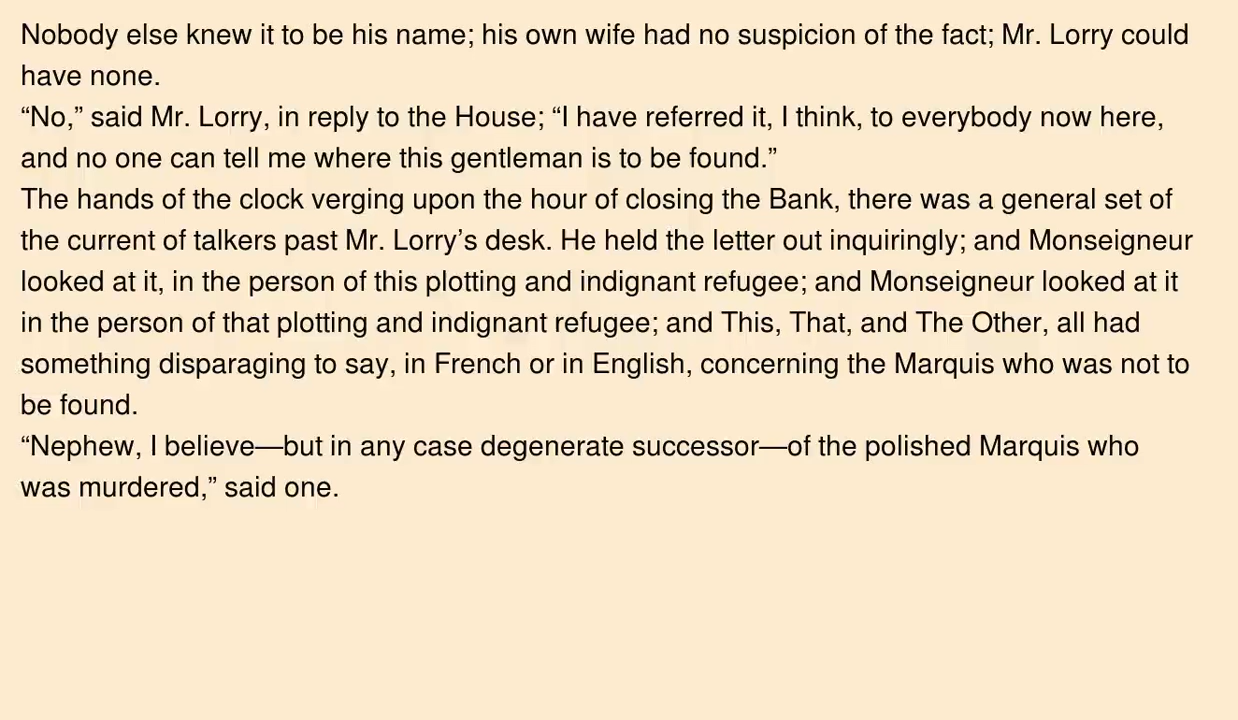 Nobody else knew it to be his name; his own wife had no suspicion of the fact; Mr. Lorry could
have none.
“No,” said Mr. Lorry, in reply to the House; “I have referred it, I think, to everybody now here,
and no one can tell me where this gentleman is to be found.”
The hands of the clock verging upon the hour of closing the Bank, there was a general set of
the current of talkers past Mr. Lorry’s desk. He held the letter out inquiringly; and Monseigneur
looked at it, in the person of this plotting and indignant refugee; and Monseigneur looked at it
in the person of that plotting and indignant refugee; and This, That, and The Other, all had
something disparaging to say, in French or in English, concerning the Marquis who was not to
be found.
“Nephew, I believe—but in any case degenerate successor—of the polished Marquis who
was murdered,” said one.